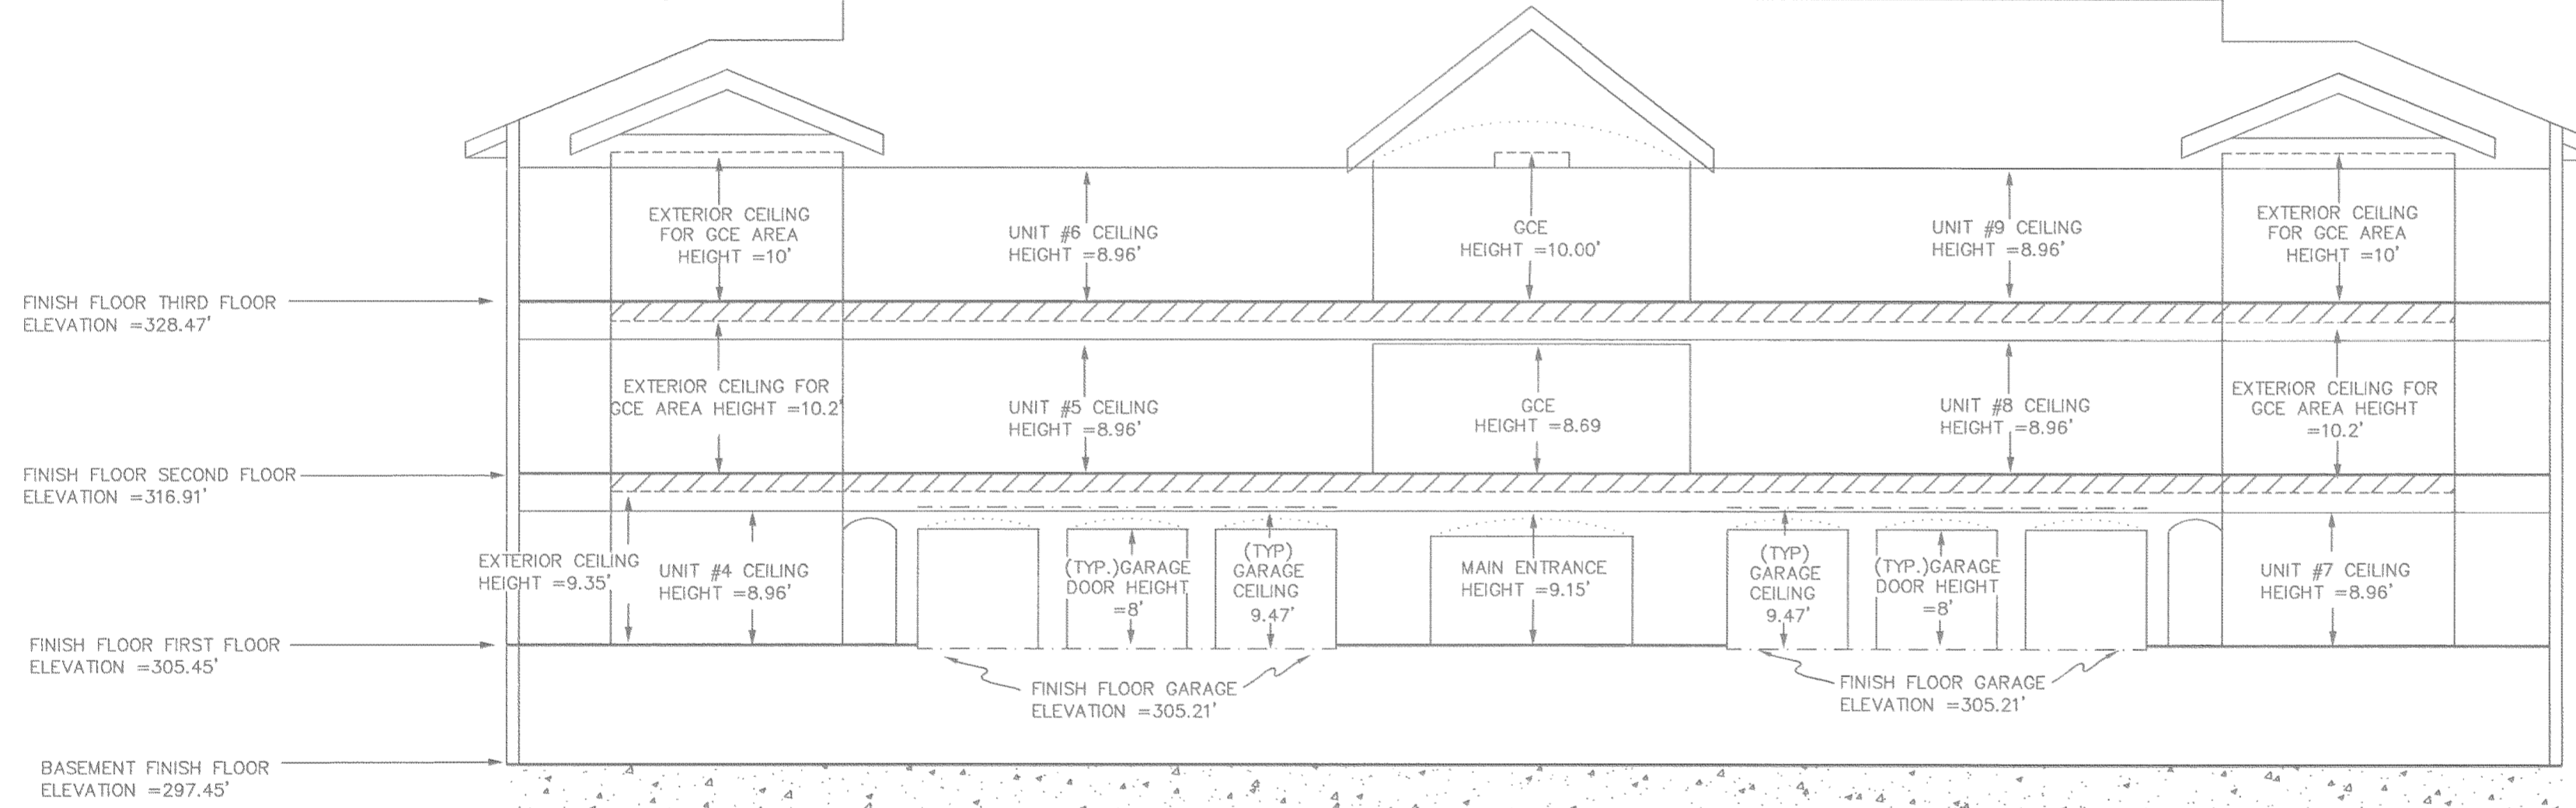 EXTERIOR CEILING
FOR GCE AREA
HEIGHT =10'
UNIT #6 CEILING
HEIGHT =8.96'
GCE
HEIGHT =10.00'
UNIT #9 CEILING
HEIGHT =8.96'
EXTERIOR CEILING
FOR GCE AREA
HEIGHT =10'
FINISH FLOOR THIRD FLOOR
ELEVATION =328.47'
EXTERIOR CEILING FOR
GCE AREA HEIGHT =10.2'
UNIT #5 CEILING
HEIGHT =8.96'
GCE
HEIGHT =8.69
UNIT #8 CEILING
HEIGHT =8.96'
EXTERIOR CEILING FOR
GCE AREA HEIGHT
=10.2'
FINISH FLOOR SECOND FLOOR
ELEVATION =316.91'
EXTERIOR CEILING
HEIGHT =9.35'
UNIT #4 CEILING
HEIGHT =8.96'
(TYP.)GARAGE
DOOR HEIGHT
=8'
(TYP)
GARAGE
CEILING
9.47'
MAIN ENTRANCE
HEIGHT =9.15'
(TYP)
GARAGE
CEILING
9.47'
(TYP.)GARAGE
DOOR HEIGHT
=8'
UNIT #7 CEILING
HEIGHT =8.96'
FINISH FLOOR FIRST FLOOR
ELEVATION =305.45'
FINISH FLOOR GARAGE
ELEVATION =305.21'
FINISH FLOOR GARAGE
ELEVATION =305.21'
BASEMENT FINISH FLOOR
ELEVATION =297.45'